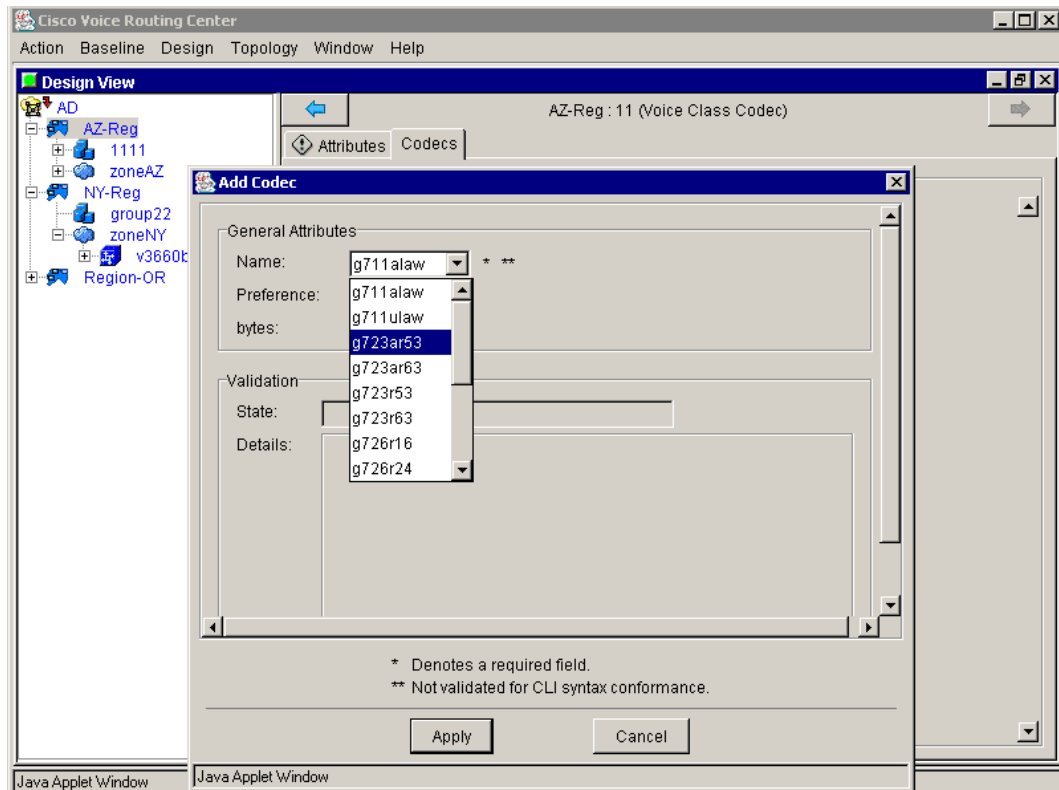 Cisco Voice Routing Center
Action Baseline Design Topology Window Help
Design View
AD
AZ-Reg
1111
zoneAZ
NY-Reg
group22
zoneNY
v3660b
Region-OR
AZ-Reg : 11 (Voice Class Codec)
Attributes Codecs
Add Codec
General Attributes
Name: g711alaw * **
Preference:
bytes:
g711alaw
g711ulaw
g723ar53
g723ar63
g723r53
g723r63
g726r16
g726r24
Validation
State:
Details:
* Denotes a required field.
** Not validated for CLI syntax conformance.
Apply Cancel
Java Applet Window
Java Applet Window